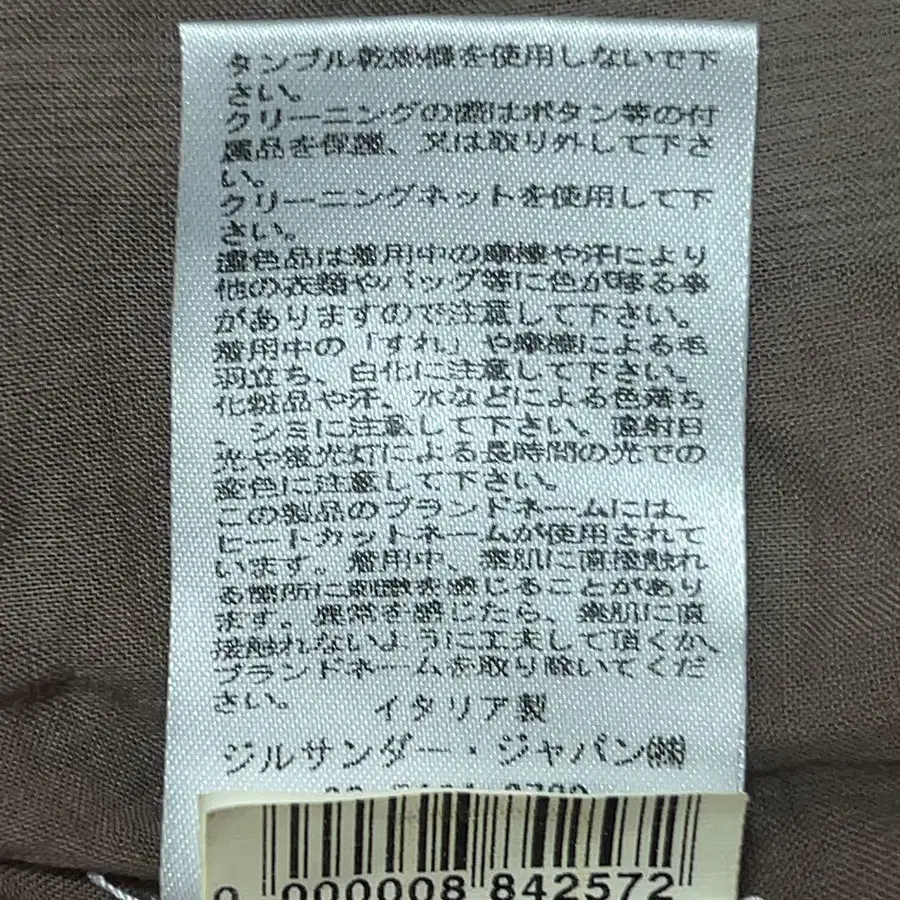 タンブル乾燥機を使用しないで下
さい。
クリーニングの際はボタン等の付
属品を保護、又は取り外して下さ
い。
クリーニングネットを使用して下
さい。
濃色品は着用中の摩擦や汗により
他の衣類やバッグ等に色が移る事
がありますので注意して下さい。
着用中の「すれ」や摩擦による毛
羽立ち、白化に注意して下さい。
化粧品や汗、水などによる色落ち
、シミに注意して下さい。直射日
光や蛍光灯による長時間の光での
変色に注意して下さい。
この製品のブランドネームには、
ヒートカットネームが使用されて
います。着用中、素肌に直接触れ
る箇所に刺激を感じることがあり
ます。異常を感じたら、素肌に直
接触れないように工夫して頂くか、
ブランドネームを取り除いてくだ
さい。
イタリア製
ジルサンダー・ジャパン㈱
0 000008 842572